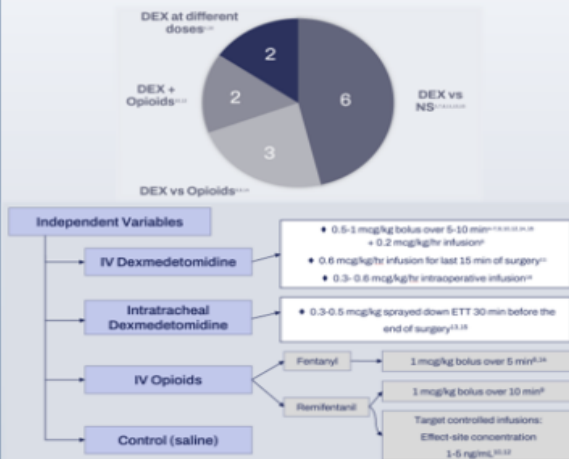 DEX at different
doses
2
DEX +
Opioids
2
6
DEX vs
NS
3
DEX vs Opioids
Independent Variables
IV Dexmedetomidine
0.5-1 mcg/kg bolus over 5-10 min
+ 0.2 mcg/kg/hr infusion
0.6 mcg/kg/hr infusion for last 15 min of surgery
0.3- 0.6 mcg/kg/hr intraoperative infusion
Intratracheal
Dexmedetomidine
0.3-0.5 mcg/kg sprayed down ETT 30 min before the
end of surgery
IV Opioids
Fentanyl
1 mcg/kg bolus over 5 min
Remifentanil
1 mcg/kg bolus over 10 min
Target controlled infusions:
Effect-site concentration
1-5 ng/mL
Control (saline)